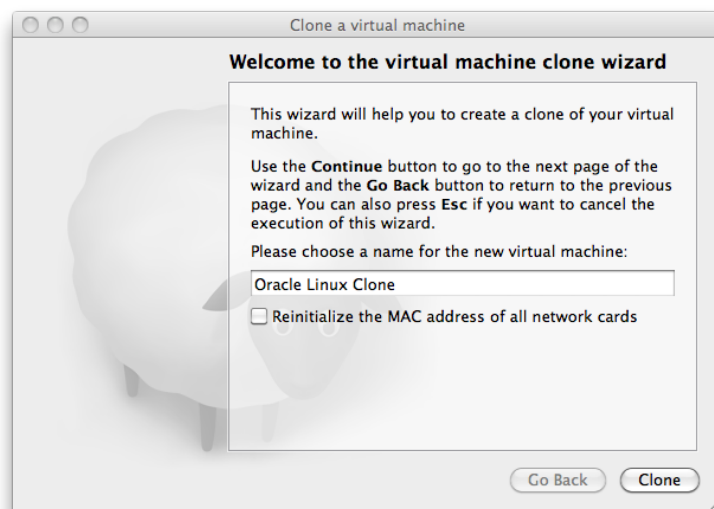 Clone a virtual machine
Welcome to the virtual machine clone wizard
This wizard will help you to create a clone of your virtual
machine.
Use the Continue button to go to the next page of the
wizard and the Go Back button to return to the previous
page. You can also press Esc if you want to cancel the
execution of this wizard.
Please choose a name for the new virtual machine:
Oracle Linux Clone
Reinitialize the MAC address of all network cards
Go Back
Clone